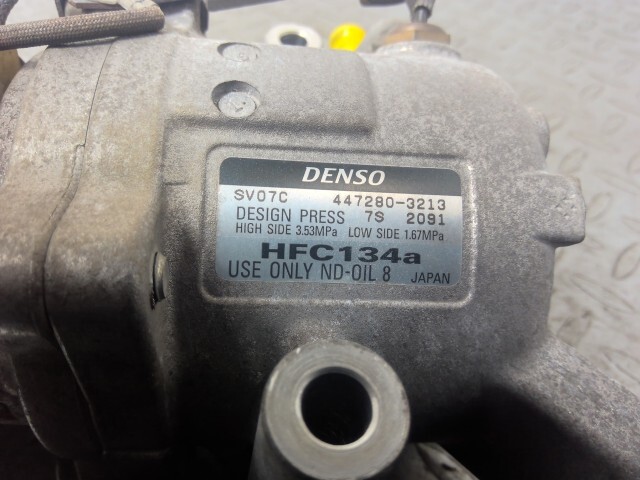 DENSO
SV07C 447280-3213
DESIGN PRESS 7S 2091
HIGH SIDE 3.53MPa LOW SIDE 1.67MPa
HFC134a
USE ONLY ND-OIL 8 JAPAN